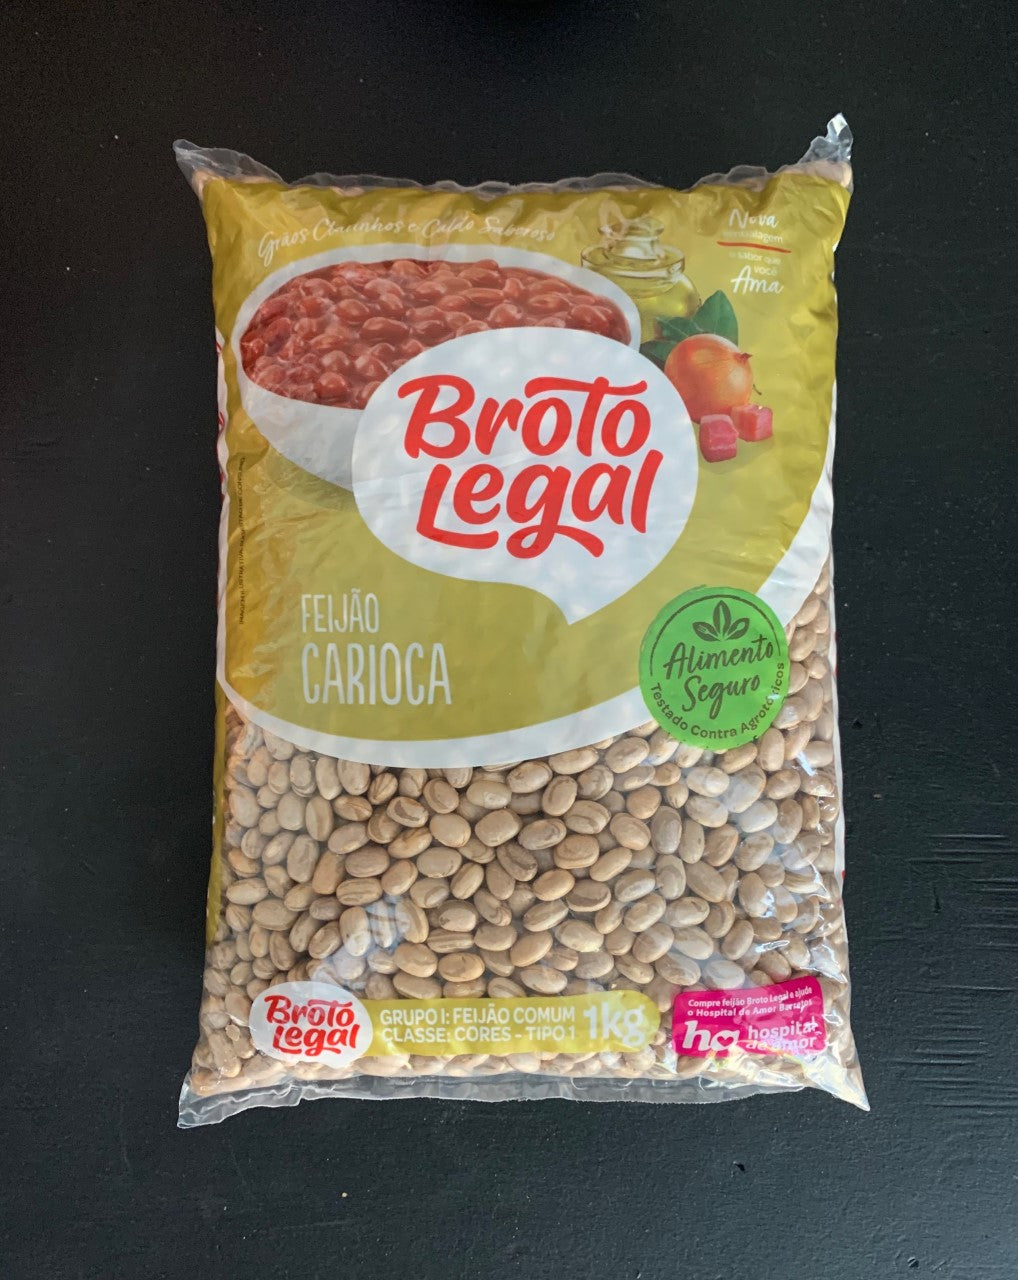 Grãos Clarinhos e Caldo Saboroso
Nova
embalagem
o sabor que
você
Ama
Broto
Legal
FEIJÃO
CARIOCA
Alimento
Seguro
Testado Contra Agrotóxicos
Broto
Legal
GRUPO I: FEIJÃO COMUM
CLASSE: CORES - TIPO 1
1kg
Compre feijão Broto Legal e ajude
o Hospital de Amor Barretos
ha
hospital
de amor